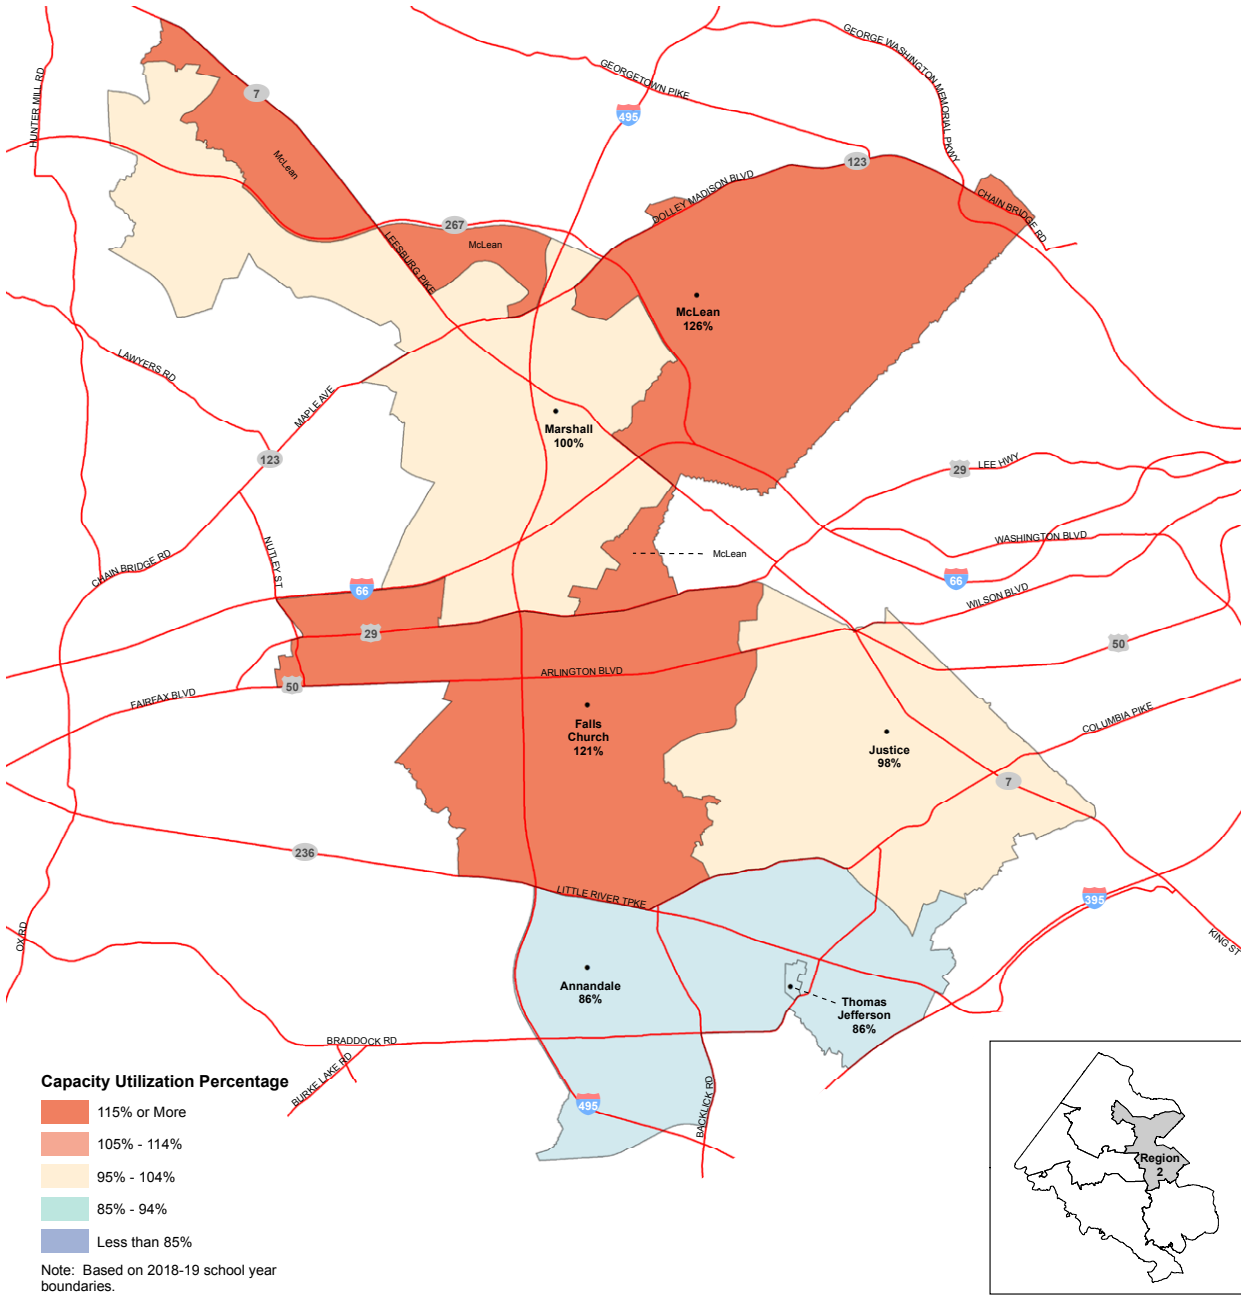 GEORGE WASHINGTON MEMORIAL PKWY
GEORGETOWN PIKE
HUNTER MILL RD
7
495
123
McLean
DOLLEY MADISON BLVD
CHAIN BRIDGE RD
267
McLean
LEESBURG PIKE
McLean
126%
LAWYERS RD
MAPLE AVE
Marshall
100%
123
29
LEE HWY
NUTLEY ST
CHAIN BRIDGE RD
WASHINGTON BLVD
McLean
66
66
WILSON BLVD
29
50
50
ARLINGTON BLVD
FAIRFAX BLVD
COLUMBIA PIKE
Falls
Church
121%
Justice
98%
7
236
LITTLE RIVER TPKE
395
OX RD
KING ST
Annandale
86%
Thomas
Jefferson
86%
BRADDOCK RD
BURKE LAKE RD
495
BACKLICK RD
Capacity Utilization Percentage
115% or More
105% - 114%
95% - 104%
85% - 94%
Less than 85%
Note: Based on 2018-19 school year
boundaries.
Region
2